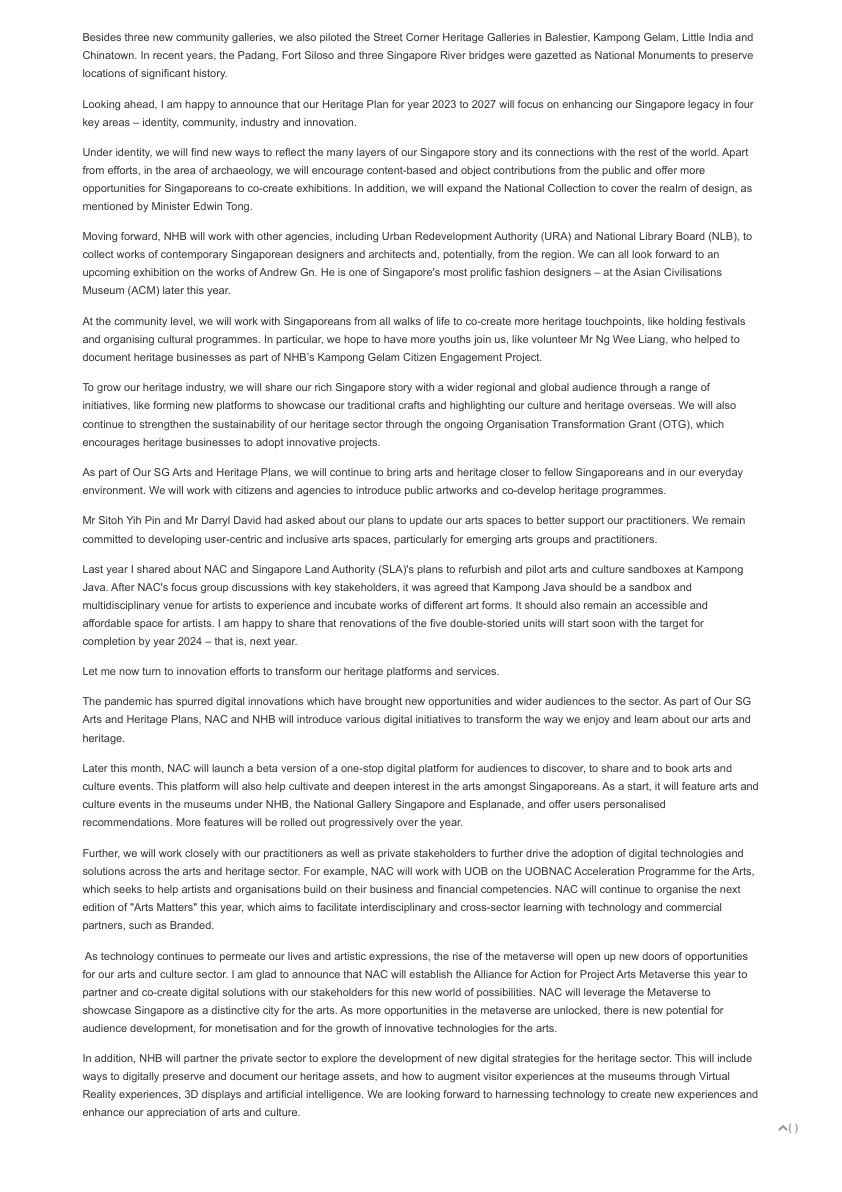 Besides three new community galleries, we also piloted the Street Corner Heritage Galleries in Balestier, Kampong Gelam, Little India and
Chinatown. In recent years, the Padang, Fort Siloso and three Singapore River bridges were gazetted as National Monuments to preserve
locations of significant history.
Looking ahead, I am happy to announce that our Heritage Plan for year 2023 to 2027 will focus on enhancing our Singapore legacy in four
key areas – identity, community, industry and innovation.
Under identity, we will find new ways to reflect the many layers of our Singapore story and its connections with the rest of the world. Apart
from efforts, in the area of archaeology, we will encourage content-based and object contributions from the public and offer more
opportunities for Singaporeans to co-create exhibitions. In addition, we will expand the National Collection to cover the realm of design, as
mentioned by Minister Edwin Tong.
Moving forward, NHB will work with other agencies, including Urban Redevelopment Authority (URA) and National Library Board (NLB), to
collect works of contemporary Singaporean designers and architects and, potentially, from the region. We can all look forward to an
upcoming exhibition on the works of Andrew Gn. He is one of Singapore's most prolific fashion designers – at the Asian Civilisations
Museum (ACM) later this year.
At the community level, we will work with Singaporeans from all walks of life to co-create more heritage touchpoints, like holding festivals
and organising cultural programmes. In particular, we hope to have more youths join us, like volunteer Mr Ng Wee Liang, who helped to
document heritage businesses as part of NHB's Kampong Gelam Citizen Engagement Project.
To grow our heritage industry, we will share our rich Singapore story with a wider regional and global audience through a range of
initiatives, like forming new platforms to showcase our traditional crafts and highlighting our culture and heritage overseas. We will also
continue to strengthen the sustainability of our heritage sector through the ongoing Organisation Transformation Grant (OTG), which
encourages heritage businesses to adopt innovative projects.
As part of Our SG Arts and Heritage Plans, we will continue to bring arts and heritage closer to fellow Singaporeans and in our everyday
environment. We will work with citizens and agencies to introduce public artworks and co-develop heritage programmes.
Mr Sitoh Yih Pin and Mr Darryl David had asked about our plans to update our arts spaces to better support our practitioners. We remain
committed to developing user-centric and inclusive arts spaces, particularly for emerging arts groups and practitioners.
Last year I shared about NAC and Singapore Land Authority (SLA)'s plans to refurbish and pilot arts and culture sandboxes at Kampong
Java. After NAC's focus group discussions with key stakeholders, it was agreed that Kampong Java should be a sandbox and
multidisciplinary venue for artists to experience and incubate works of different art forms. It should also remain an accessible and
affordable space for artists. I am happy to share that renovations of the five double-storied units will start soon with the target for
completion by year 2024 – that is, next year.
Let me now turn to innovation efforts to transform our heritage platforms and services.
The pandemic has spurred digital innovations which have brought new opportunities and wider audiences to the sector. As part of Our SG
Arts and Heritage Plans, NAC and NHB will introduce various digital initiatives to transform the way we enjoy and learn about our arts and
heritage.
Later this month, NAC will launch a beta version of a one-stop digital platform for audiences to discover, to share and to book arts and
culture events. This platform will also help cultivate and deepen interest in the arts amongst Singaporeans. As a start, it will feature arts and
culture events in the museums under NHB, the National Gallery Singapore and Esplanade, and offer users personalised
recommendations. More features will be rolled out progressively over the year.
Further, we will work closely with our practitioners as well as private stakeholders to further drive the adoption of digital technologies and
solutions across the arts and heritage sector. For example, NAC will work with UOB on the UOBNAC Acceleration Programme for the Arts,
which seeks to help artists and organisations build on their business and financial competencies. NAC will continue to organise the next
edition of "Arts Matters" this year, which aims to facilitate interdisciplinary and cross-sector learning with technology and commercial
partners, such as Branded.
As technology continues to permeate our lives and artistic expressions, the rise of the metaverse will open up new doors of opportunities
for our arts and culture sector. I am glad to announce that NAC will establish the Alliance for Action for Project Arts Metaverse this year to
partner and co-create digital solutions with our stakeholders for this new world of possibilities. NAC will leverage the Metaverse to
showcase Singapore as a distinctive city for the arts. As more opportunities in the metaverse are unlocked, there is new potential for
audience development, for monetisation and for the growth of innovative technologies for the arts.
In addition, NHB will partner the private sector to explore the development of new digital strategies for the heritage sector. This will include
ways to digitally preserve and document our heritage assets, and how to augment visitor experiences at the museums through Virtual
Reality experiences, 3D displays and artificial intelligence. We are looking forward to harnessing technology to create new experiences and
enhance our appreciation of arts and culture.
( )